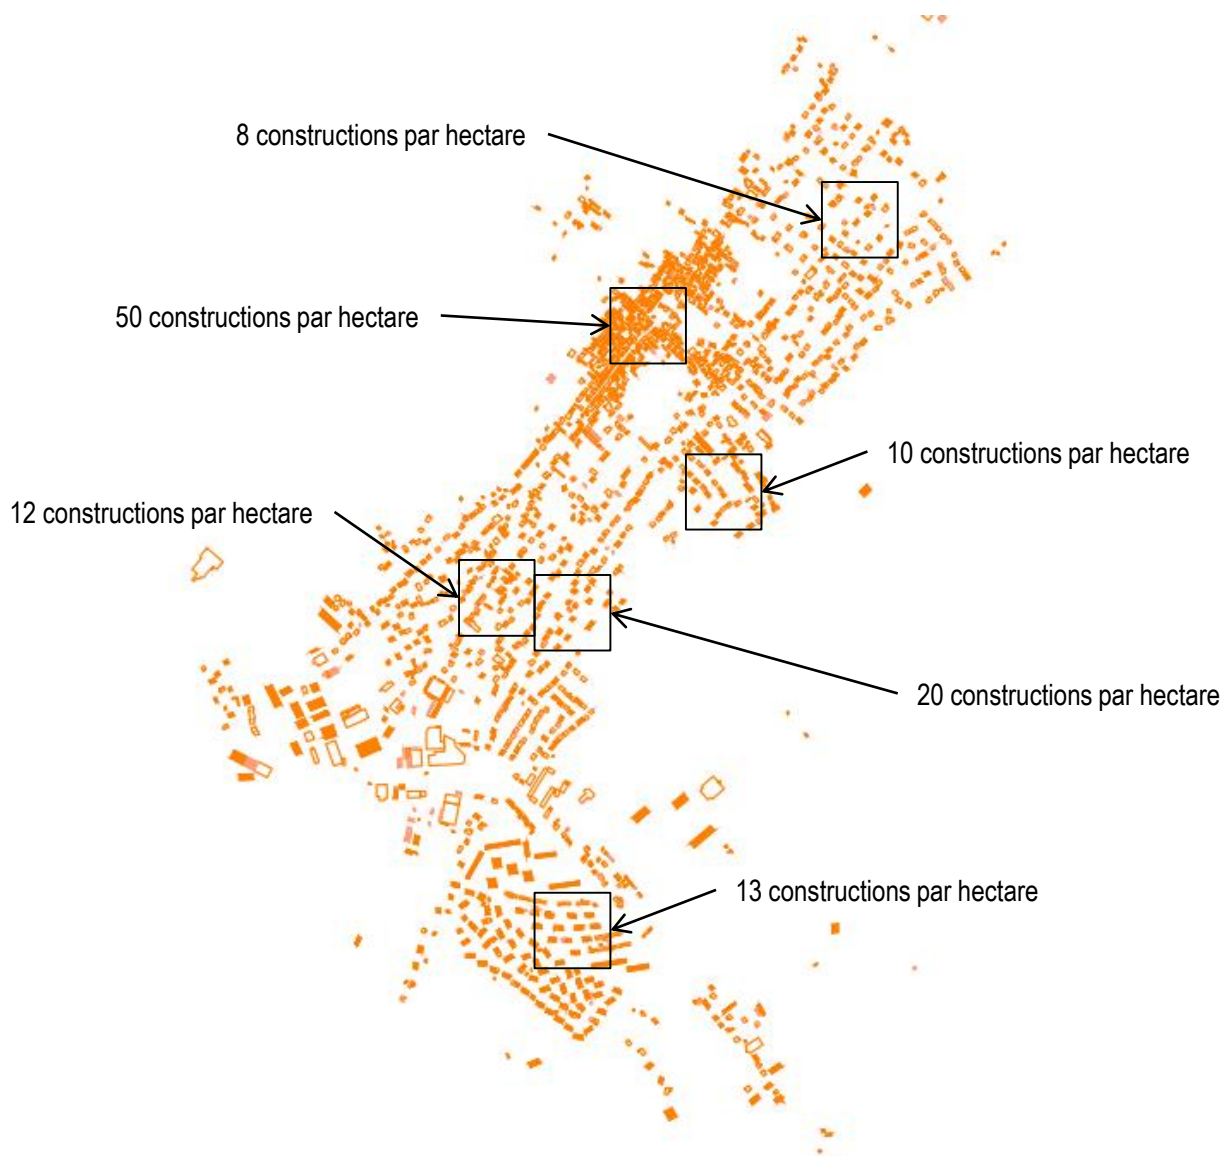 8 constructions par hectare
50 constructions par hectare
10 constructions par hectare
12 constructions par hectare
20 constructions par hectare
13 constructions par hectare